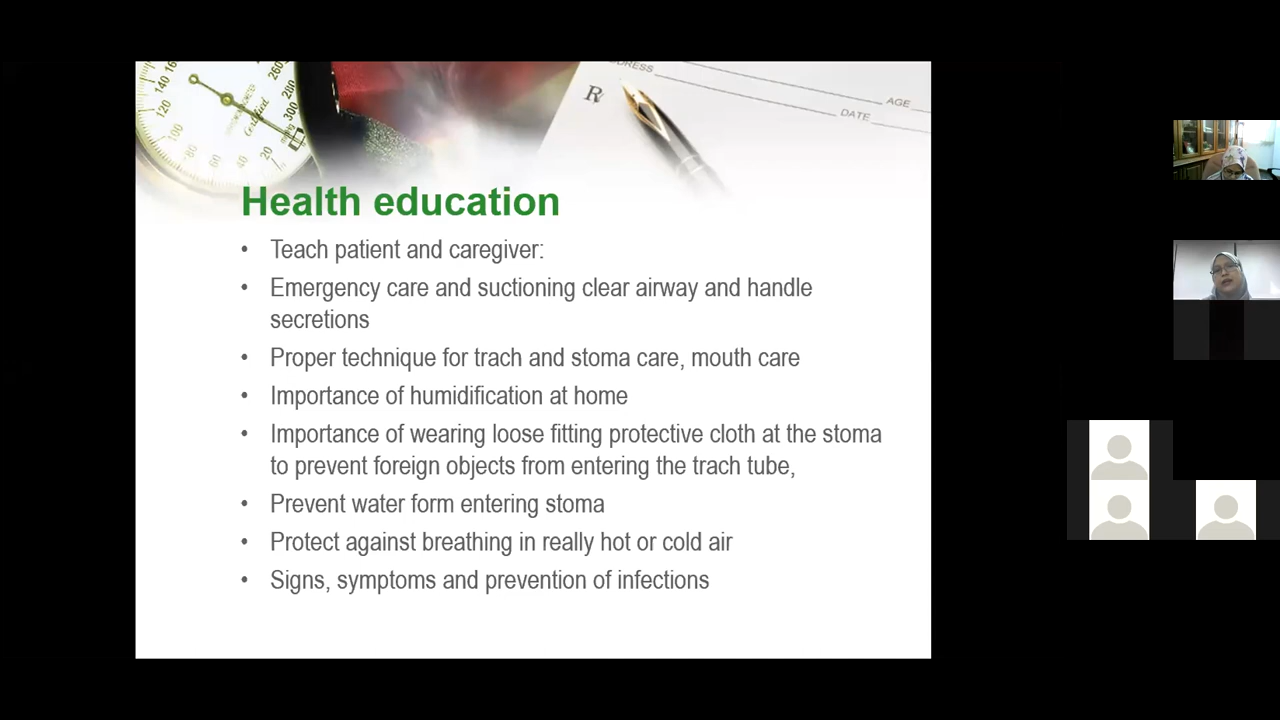 ADDRESS
AGE
DATE
Health education
• Teach patient and caregiver:
• Emergency care and suctioning clear airway and handle
secretions
• Proper technique for trach and stoma care, mouth care
• Importance of humidification at home
• Importance of wearing loose fitting protective cloth at the stoma
to prevent foreign objects from entering the trach tube,
• Prevent water form entering stoma
• Protect against breathing in really hot or cold air
• Signs, symptoms and prevention of infections